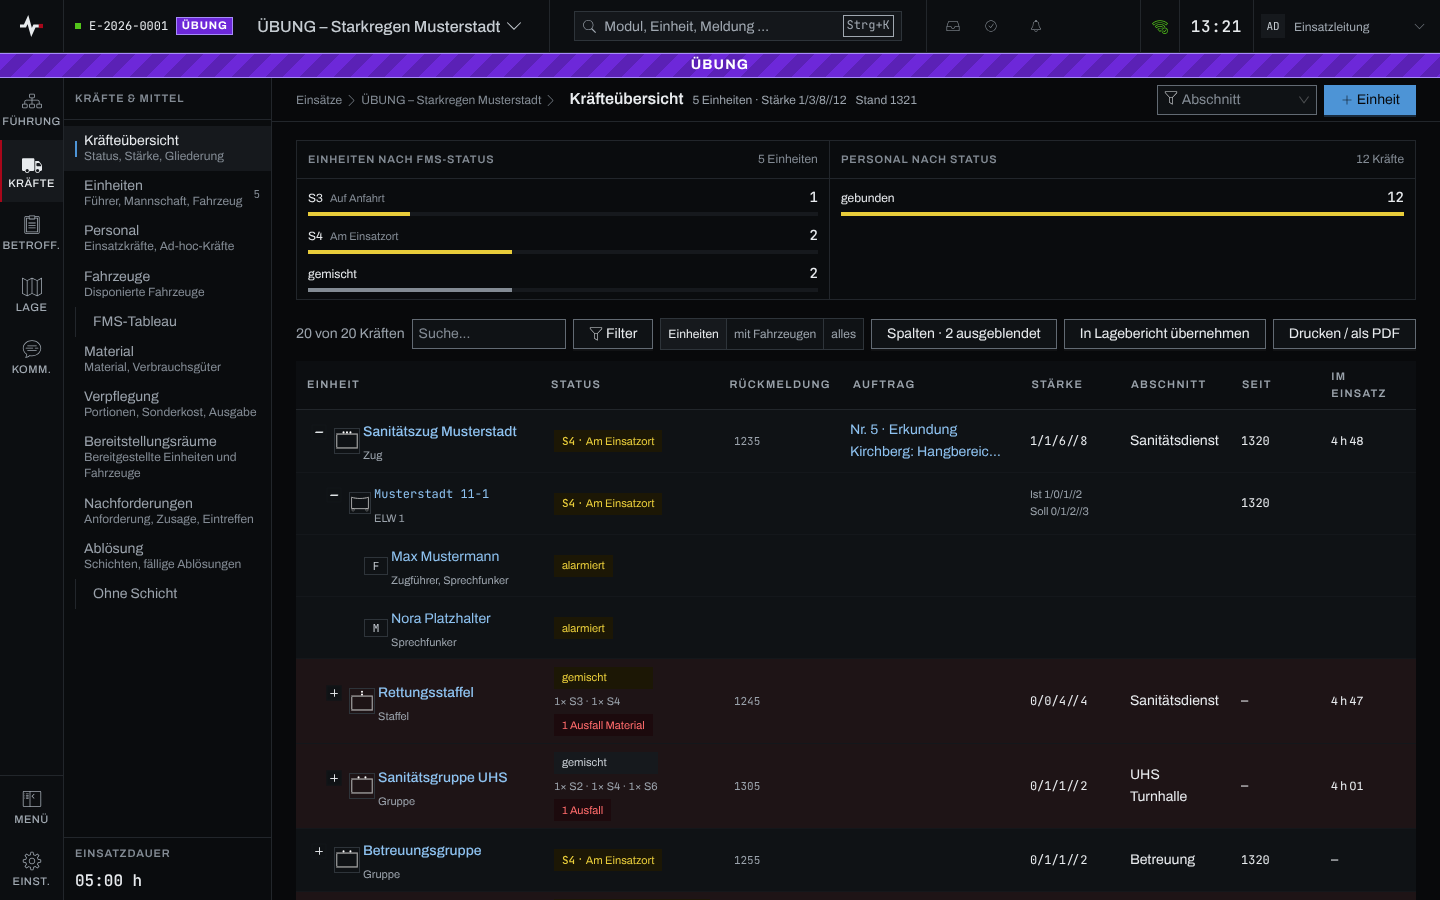 E-2026-0001 ÜBUNG ÜBUNG – Starkregen Musterstadt Modul, Einheit, Meldung ... Strg+K 13:21 AD Einsatzleitung
ÜBUNG
FÜHRUNG
KRÄFTE
BETROFF.
LAGE
KOMM.
MENÜ
EINST.
KRÄFTE & MITTEL
Kräfteübersicht
Status, Stärke, Gliederung
Einheiten
Führer, Mannschaft, Fahrzeug 5
Personal
Einsatzkräfte, Ad-hoc-Kräfte
Fahrzeuge
Disponierte Fahrzeuge
FMS-Tableau
Material
Material, Verbrauchsgüter
Verpflegung
Portionen, Sonderkost, Ausgabe
Bereitstellungsräume
Bereitgestellte Einheiten und
Fahrzeuge
Nachforderungen
Anforderung, Zusage, Eintreffen
Ablösung
Schichten, fällige Ablösungen
Ohne Schicht
EINSATZDAUER
05:00 h
Einsätze ÜBUNG – Starkregen Musterstadt Kräfteübersicht 5 Einheiten · Stärke 1/3/8//12 Stand 1321 Abschnitt + Einheit
EINHEITEN NACH FMS-STATUS 5 Einheiten
S3 Auf Anfahrt 1
S4 Am Einsatzort 2
gemischt 2
PERSONAL NACH STATUS 12 Kräfte
gebunden 12
20 von 20 Kräften Suche... Filter Einheiten mit Fahrzeugen alles Spalten · 2 ausgeblendet In Lagebericht übernehmen Drucken / als PDF
EINHEIT STATUS RÜCKMELDUNG AUFTRAG STÄRKE ABSCHNITT SEIT IM
EINSATZ
Sanitätszug Musterstadt
Zug
S4 · Am Einsatzort 1235
Nr. 5 · Erkundung
Kirchberg: Hangbereic...
1/1/6//8 Sanitätsdienst 1320 4 h 48
Musterstadt 11-1
ELW 1
S4 · Am Einsatzort
Ist 1/0/1//2
Soll 0/1/2//3
1320
F Max Mustermann
Zugführer, Sprechfunker
alarmiert
M Nora Platzhalter
Sprechfunker
alarmiert
+ Rettungsstaffel
Staffel
gemischt
1× S3 · 1× S4
1 Ausfall Material
1245 0/0/4//4 Sanitätsdienst – 4 h 47
+ Sanitätsgruppe UHS
Gruppe
gemischt
1× S2 · 1× S4 · 1× S6
1 Ausfall
1305 0/1/1//2
UHS
Turnhalle
– 4 h 01
+ Betreuungsgruppe
Gruppe
S4 · Am Einsatzort 1255 0/1/1//2 Betreuung 1320 –